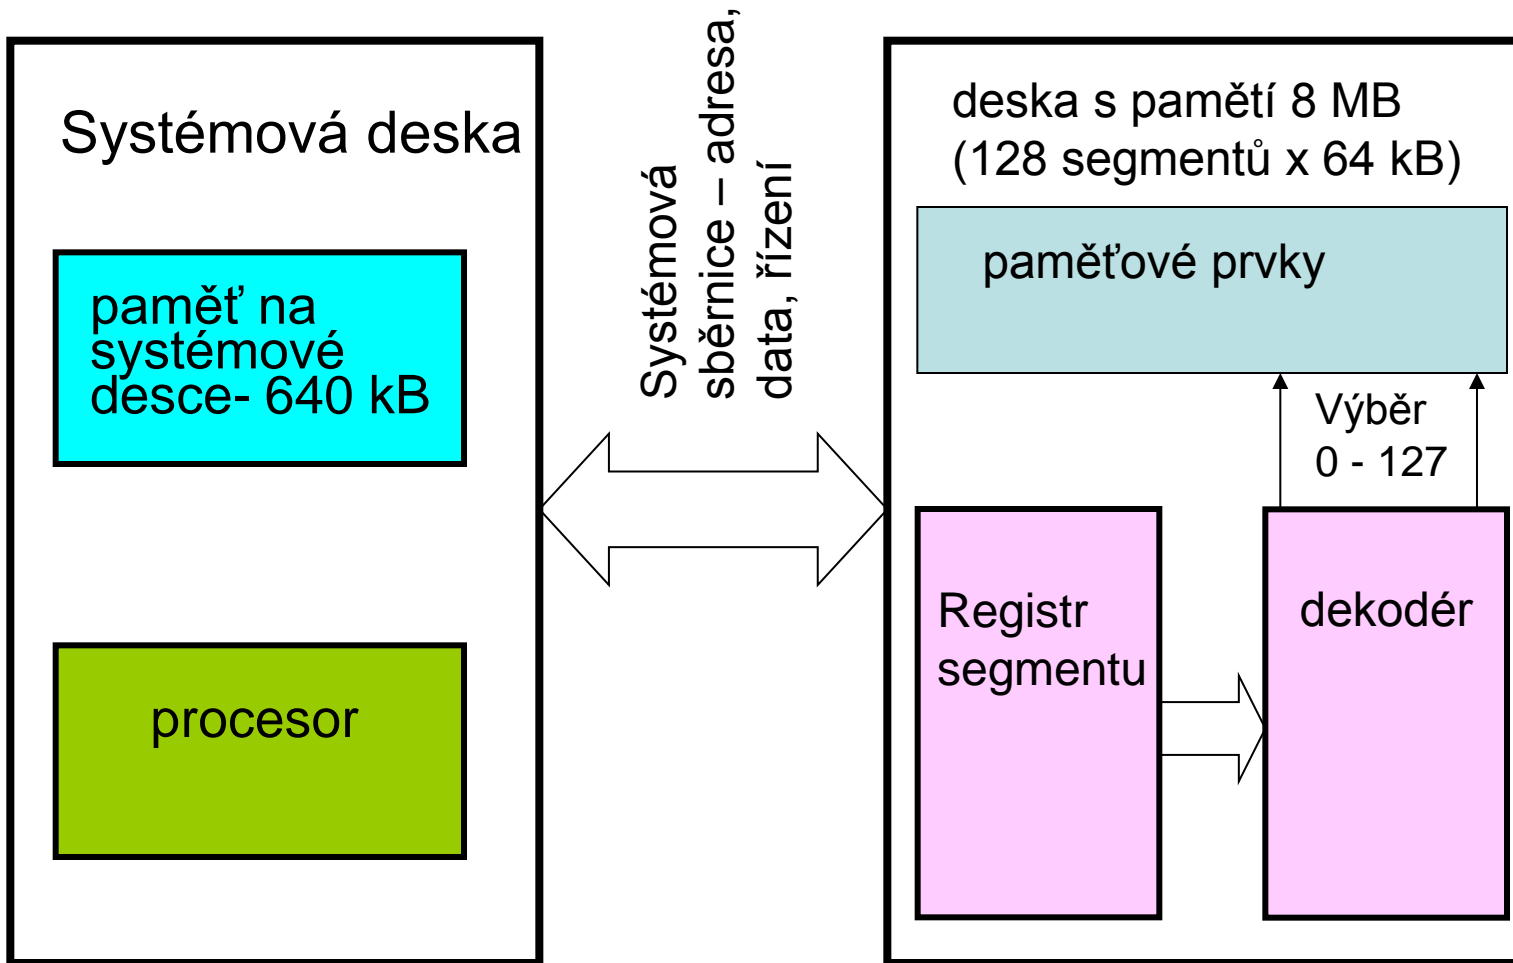 Systémová deska
paměť na
systémové
desce- 640 kB
procesor
Systémová
sběrnice – adresa,
data, řízení
deska s pamětí 8 MB
(128 segmentů x 64 kB)
paměťové prvky
Výběr
0 - 127
Registr
segmentu
dekodér